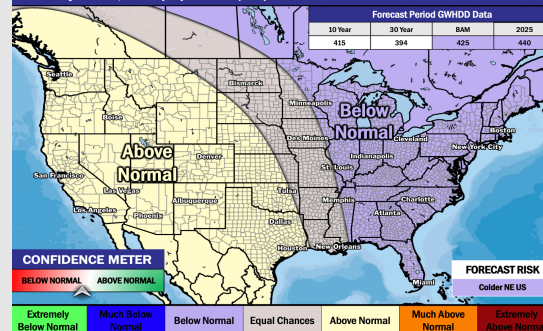 Forecast Period GWHDD Data
10 Year 30 Year BAM 2025
415 394 425 440
Seattle
Bismarck
Minneapolis
Below
Normal
Boise
Des Moines
Cleveland
Boston
New York City
Above
Normal
Denver
Indianapolis
St. Louis
San Francisco
Las Vegas
Albuquerque
Tulsa
Memphis
Charlotte
Los Angeles
Phoenix
Dallas
Atlanta
Houston
New Orleans
Miami
CONFIDENCE METER
BELOW NORMAL ABOVE NORMAL
FORECAST RISK
Colder NE US
Extremely
Below Normal
Much Below
Normal
Below Normal
Equal Chances
Above Normal
Much Above
Normal
Extremely
Above Normal